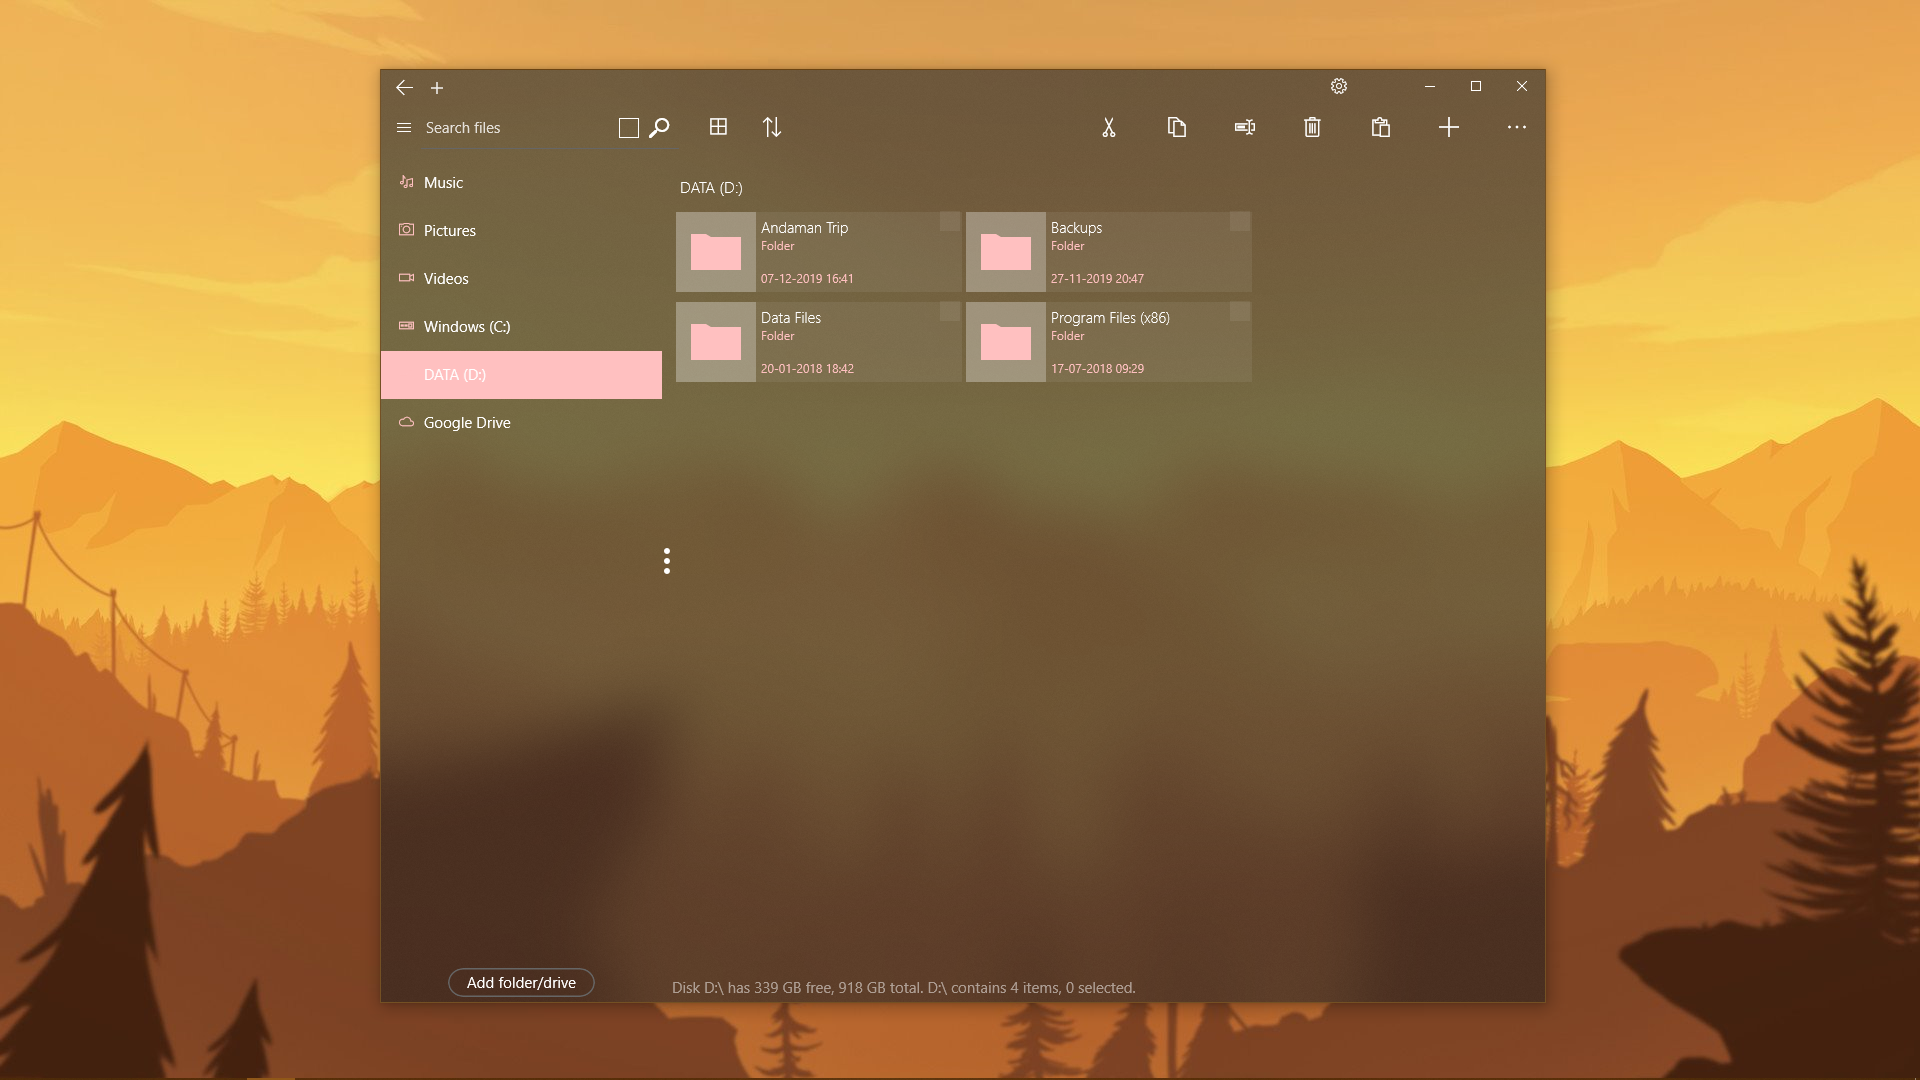 Search files
Music
Pictures
Videos
Windows (C:)
DATA (D:)
Google Drive
Add folder/drive
DATA (D:)
Andaman Trip
Folder
07-12-2019 16:41
Backups
Folder
27-11-2019 20:47
Data Files
Folder
20-01-2018 18:42
Program Files (x86)
Folder
17-07-2018 09:29
Disk D:\ has 339 GB free, 918 GB total. D:\ contains 4 items, 0 selected.